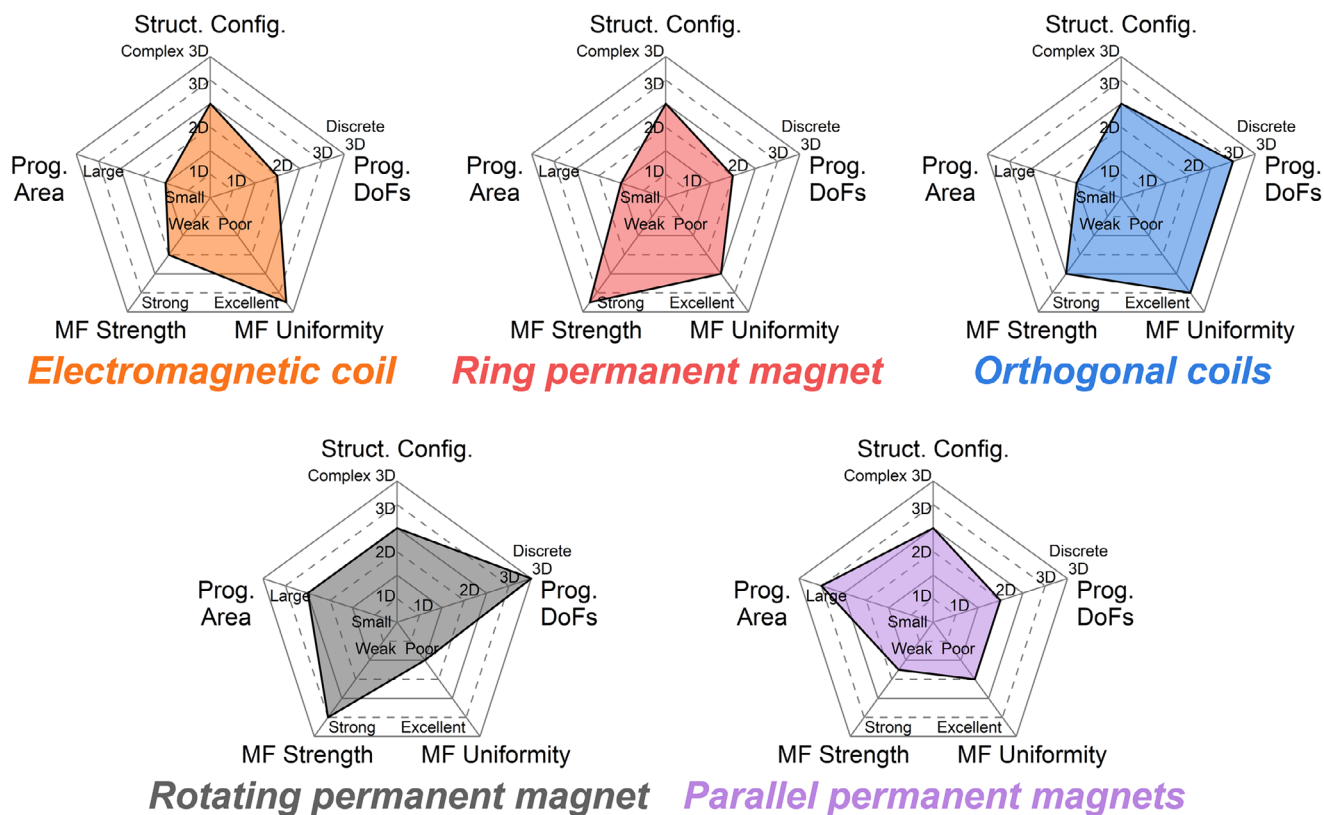 Struct. Config.
Complex 3D
3D
Discrete
3D
2D
3D
Prog.
Area
Large
2D
Prog.
DoFs
1D
1D
Small
Weak
Poor
Strong
Excellent
MF Strength
MF Uniformity
Electromagnetic coil
Struct. Config.
Complex 3D
3D
Discrete
3D
2D
3D
Prog.
Area
Large
2D
Prog.
DoFs
1D
1D
Small
Weak
Poor
Strong
Excellent
MF Strength
MF Uniformity
Ring permanent magnet
Struct. Config.
Complex 3D
3D
Discrete
3D
2D
3D
Prog.
Area
Large
2D
Prog.
DoFs
1D
1D
Small
Weak
Poor
Strong
Excellent
MF Strength
MF Uniformity
Orthogonal coils
Struct. Config.
Complex 3D
3D
Discrete
3D
2D
3D
Prog.
Area
Large
2D
Prog.
DoFs
1D
1D
Small
Weak
Poor
Strong
Excellent
MF Strength
MF Uniformity
Rotating permanent magnet
Struct. Config.
Complex 3D
3D
Discrete
3D
2D
3D
Prog.
Area
Large
2D
Prog.
DoFs
1D
1D
Small
Weak
Poor
Strong
Excellent
MF Strength
MF Uniformity
Parallel permanent magnets